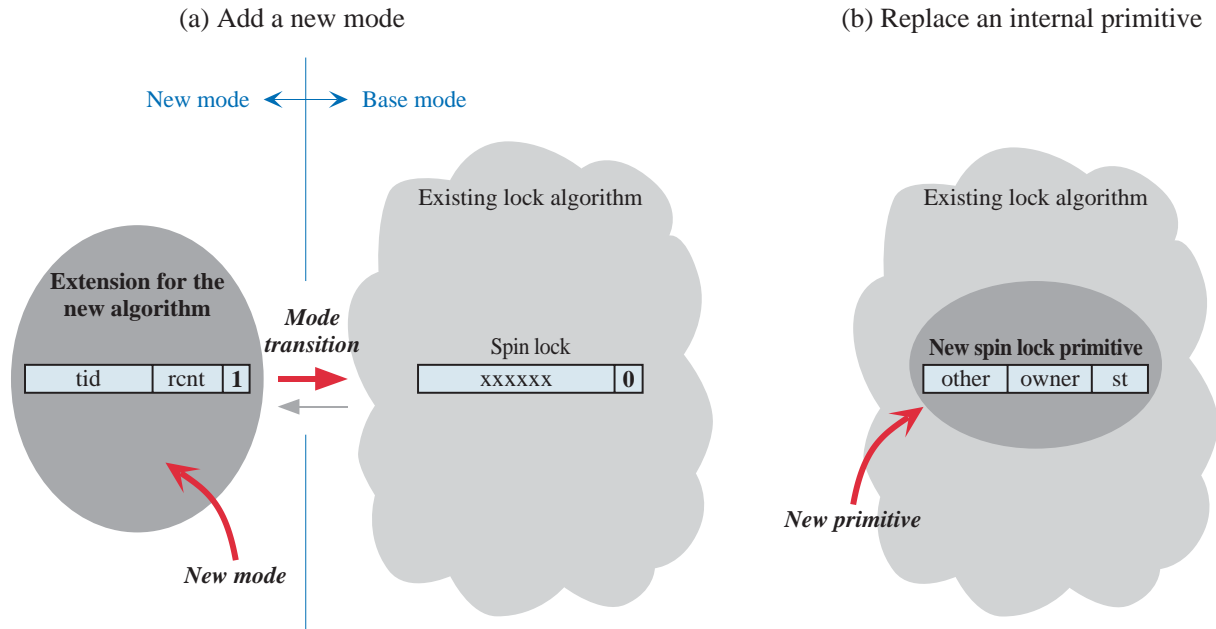 (a) Add a new mode
(b) Replace an internal primitive
New mode
Base mode
Existing lock algorithm
Extension for the
new algorithm
tid rcnt 1
Mode
transition
Spin lock
xxxxxx 0
New mode
Existing lock algorithm
New spin lock primitive
other owner st
New primitive